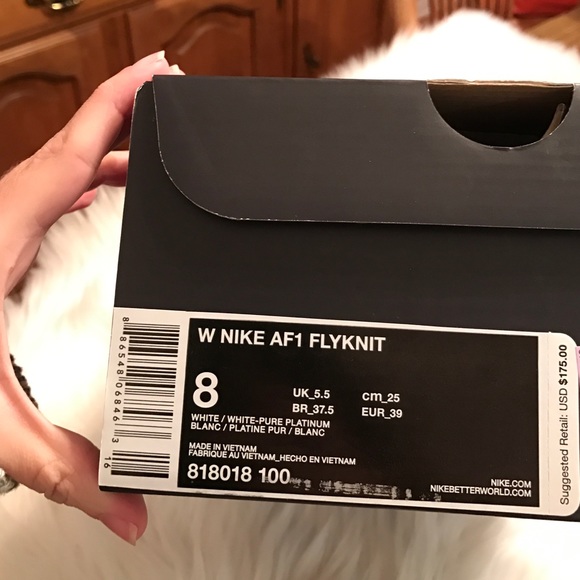 W NIKE AF1 FLYKNIT
8
UK_5.5 cm_25
BR_37.5 EUR_39
WHITE / WHITE-PURE PLATINUM
BLANC / PLATINE PUR / BLANC
MADE IN VIETNAM
FABRIQUE AU VIETNAM_HECHO EN VIETNAM
818018 100
NIKE.COM
NIKEBETTERWORLD.COM
8 86548 06846 3
16
Suggested Retail: USD $175.00